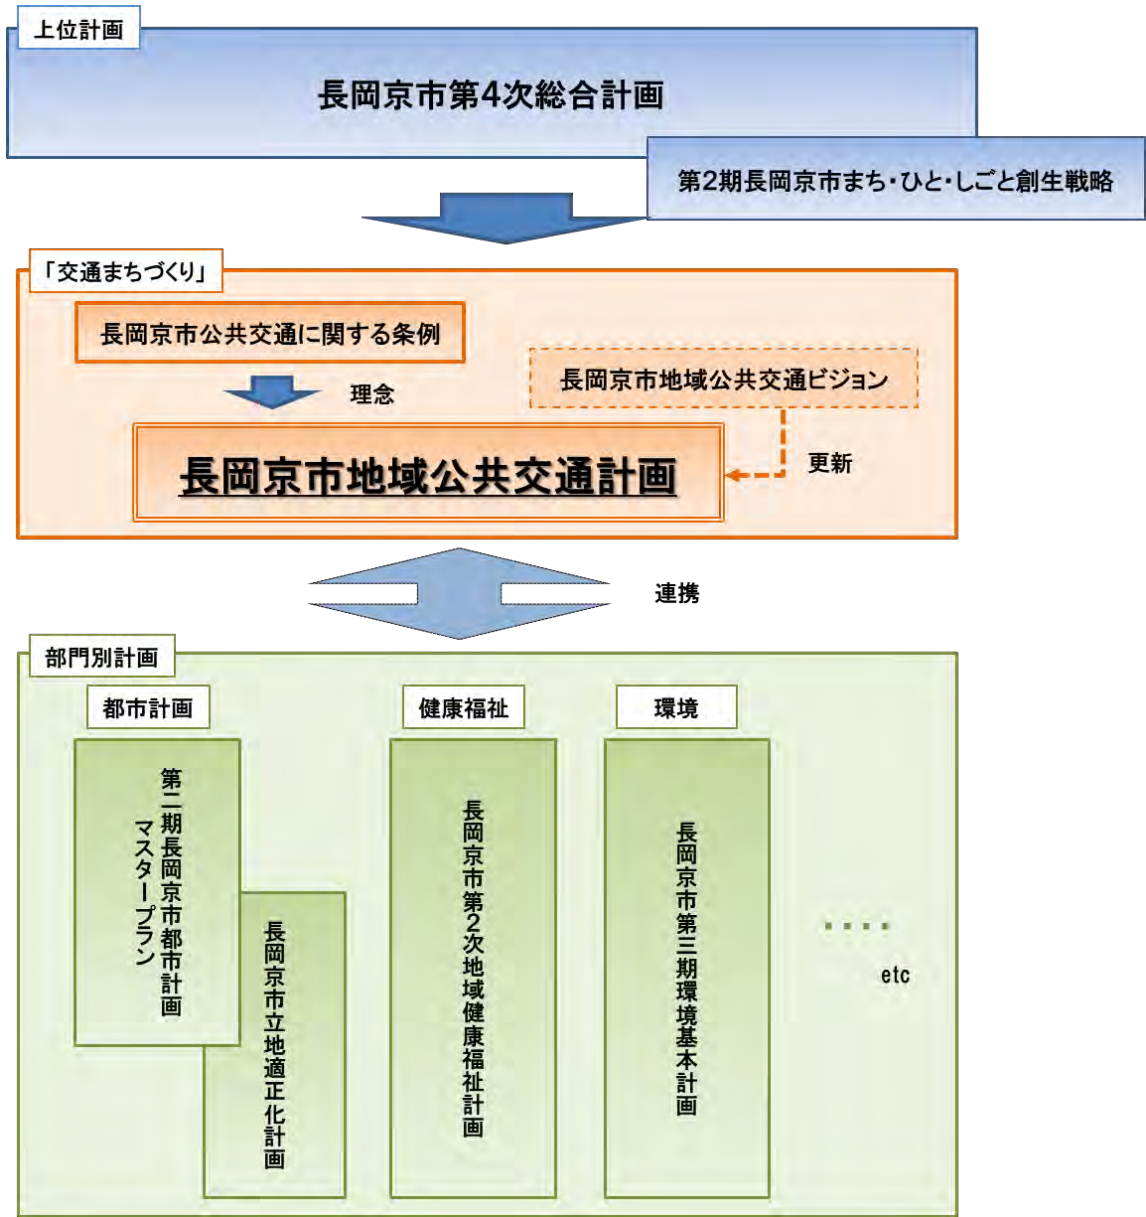 上位計画
長岡京市第4次総合計画
第2期長岡京市まち・ひと・しごと創生戦略
「交通まちづくり」
長岡京市公共交通に関する条例
理念
長岡京市地域公共交通ビジョン
更新
長岡京市地域公共交通計画
連携
部門別計画
都市計画
第二期長岡京市都市計画
マスタープラン
長岡京市立地適正化計画
健康福祉
長岡京市第2次地域健康福祉計画
環境
長岡京市第三期環境基本計画
････
etc